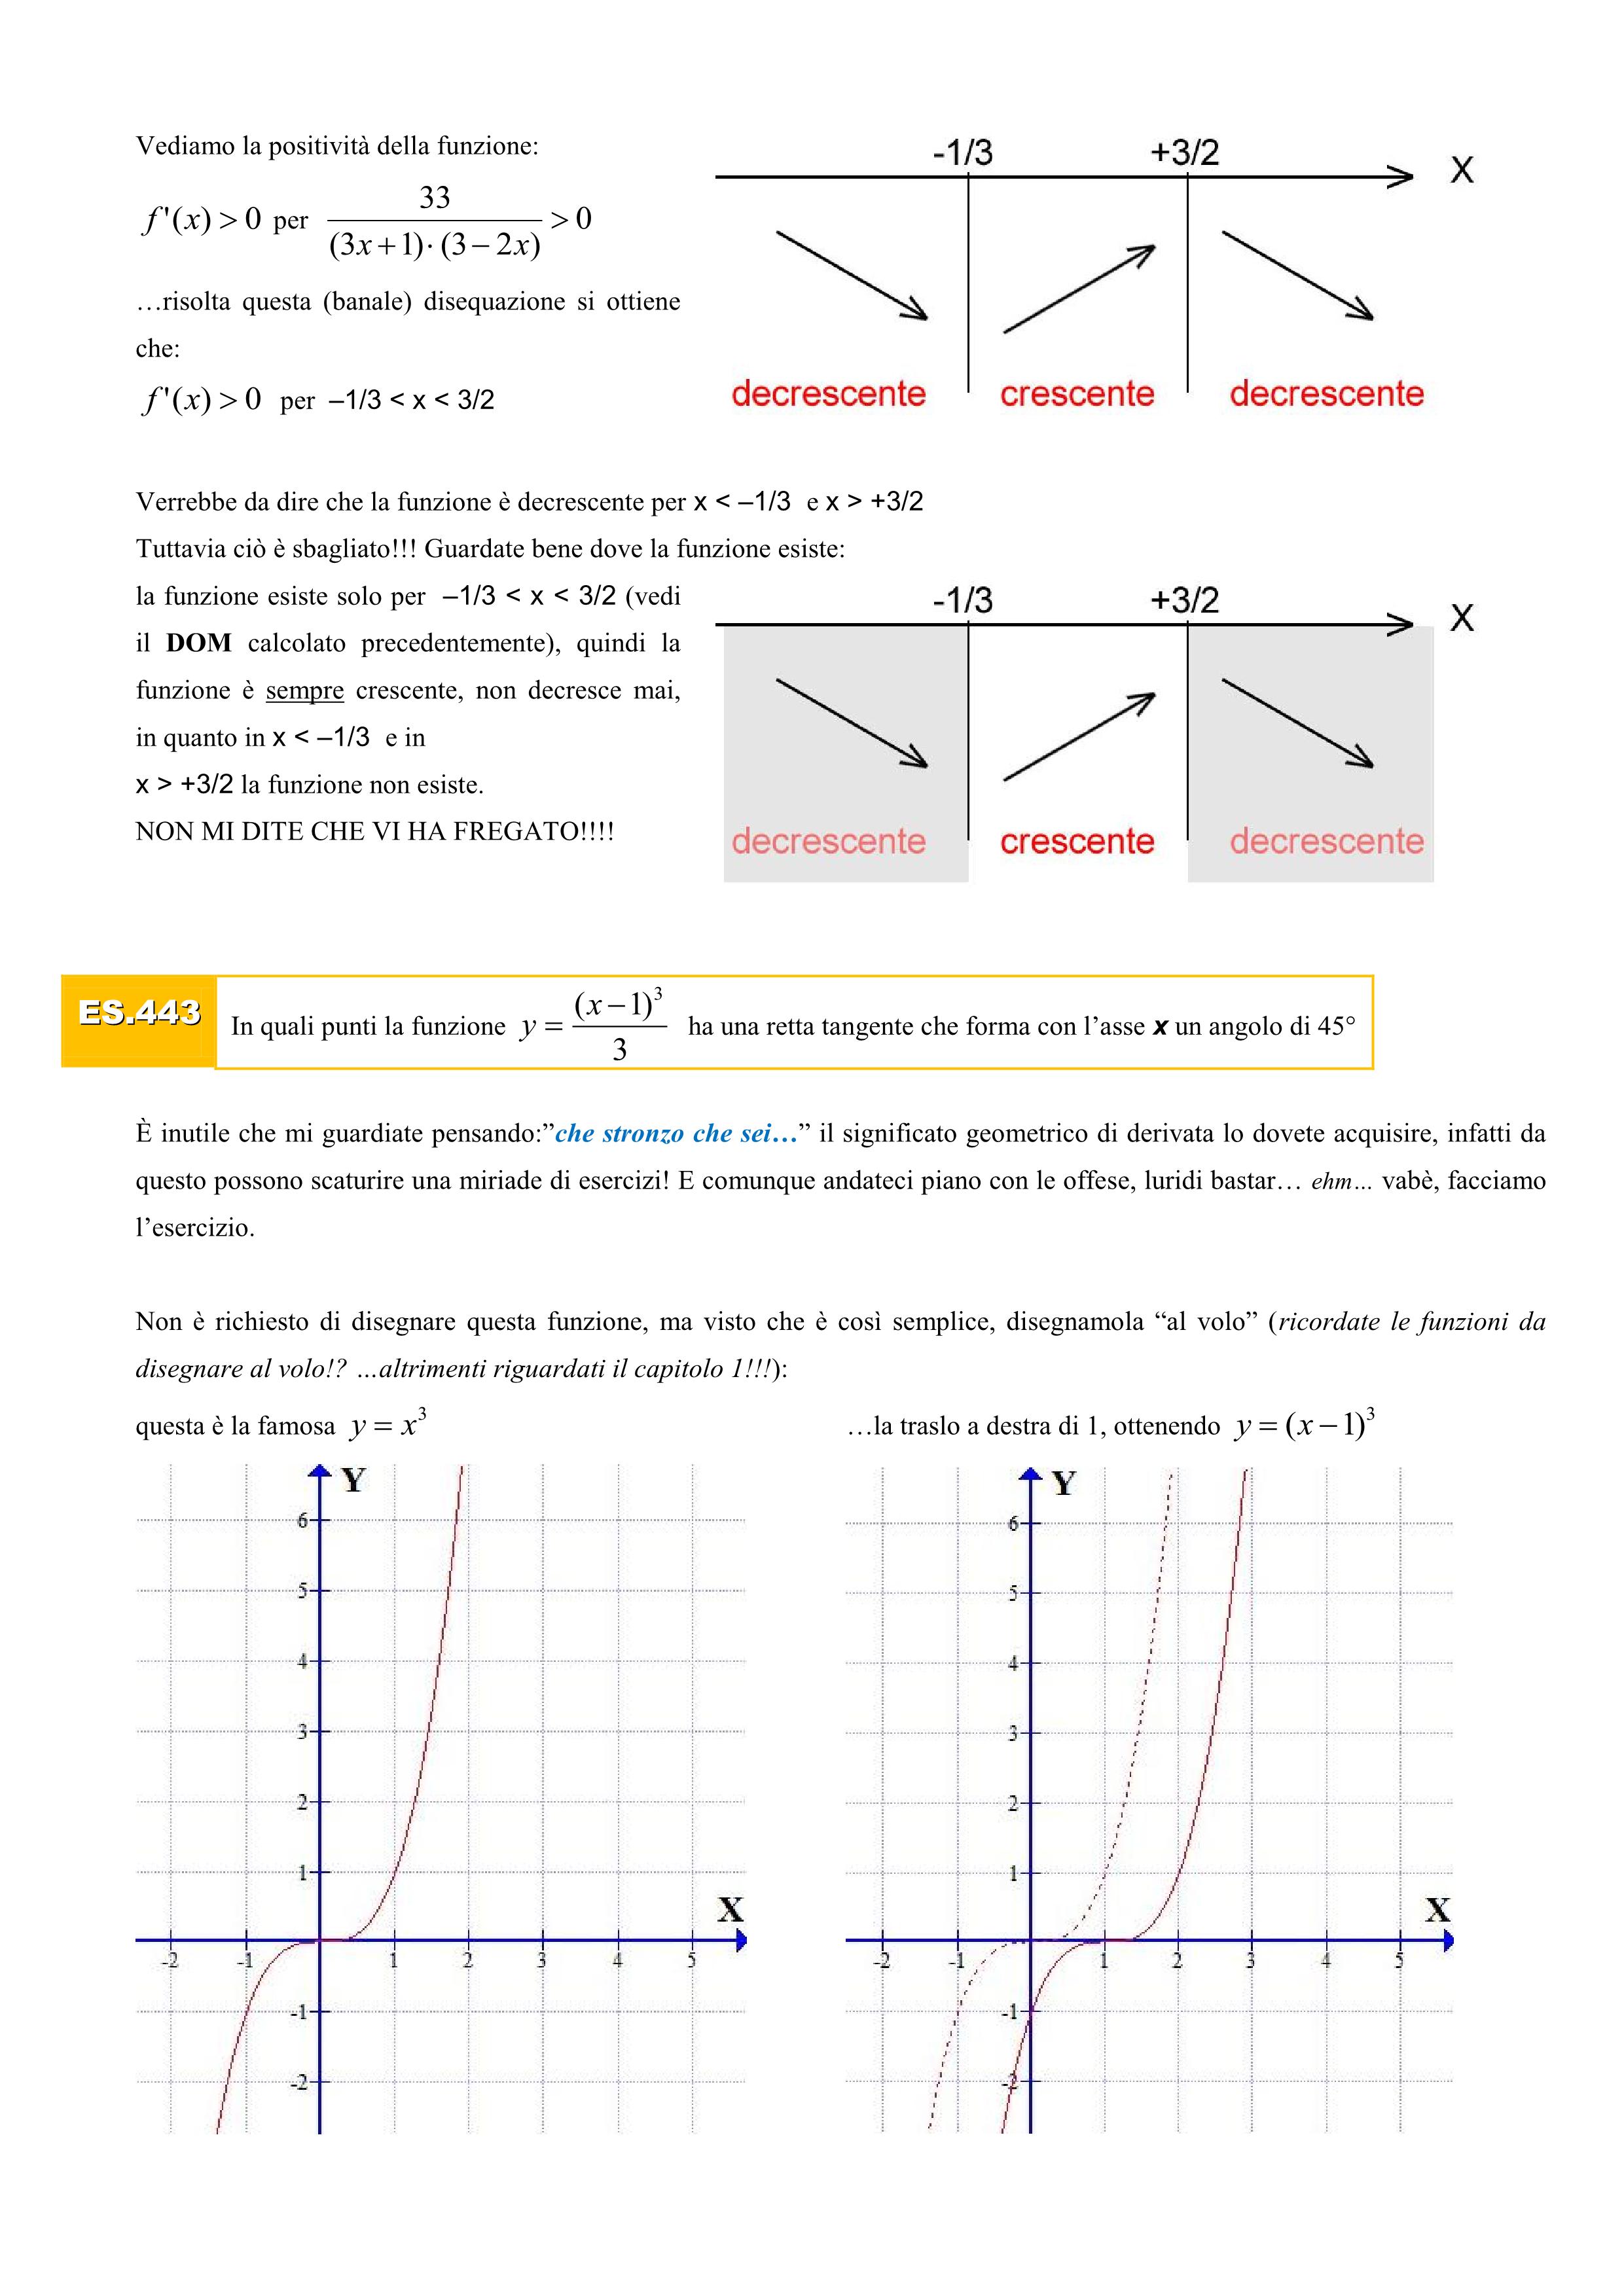 Vediamo la positività della funzione:
f'(x) > 0 per 33 / (3x+1)·(3−2x) > 0
…risolta questa (banale) disequazione si ottiene
che:
f'(x) > 0 per –1/3 < x < 3/2
-1/3 +3/2 X
decrescente crescente decrescente
Verrebbe da dire che la funzione è decrescente per x < –1/3 e x > +3/2
Tuttavia ciò è sbagliato!!! Guardate bene dove la funzione esiste:
la funzione esiste solo per –1/3 < x < 3/2 (vedi
il DOM calcolato precedentemente), quindi la
funzione è sempre crescente, non decresce mai,
in quanto in x < –1/3 e in
x > +3/2 la funzione non esiste.
NON MI DITE CHE VI HA FREGATO!!!!
-1/3 +3/2 X
decrescente crescente decrescente
ES.443
In quali punti la funzione y = (x−1)³ / 3 ha una retta tangente che forma con l’asse x un angolo di 45°
È inutile che mi guardiate pensando:”che stronzo che sei…” il significato geometrico di derivata lo dovete acquisire, infatti da
questo possono scaturire una miriade di esercizi! E comunque andateci piano con le offese, luridi bastar… ehm… vabè, facciamo
l’esercizio.
Non è richiesto di disegnare questa funzione, ma visto che è così semplice, disegnamola “al volo” (ricordate le funzioni da
disegnare al volo!? …altrimenti riguardati il capitolo 1!!!):
questa è la famosa y = x³
…la traslo a destra di 1, ottenendo y = (x−1)³
Y
6
5
4
3
2
1
X
-2 -1 1 2 3 4 5
-1
-2
Y
6
5
4
3
2
1
X
-2 -1 1 2 3 4 5
-1
-2